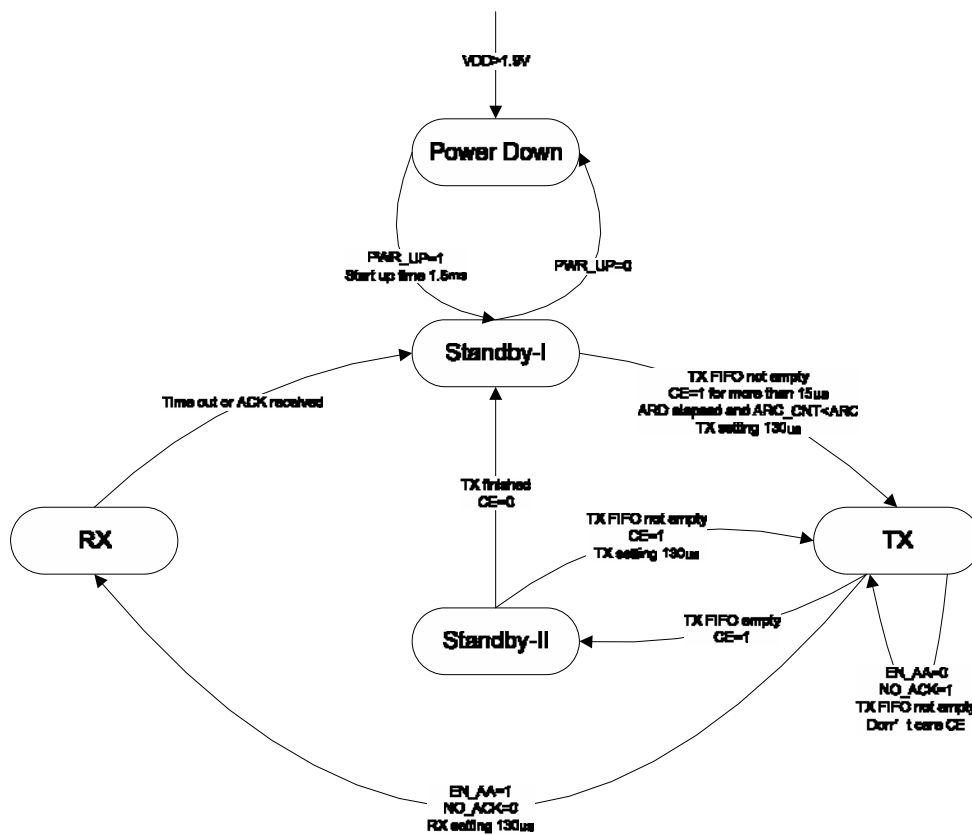 VDD>1.9V
Power Down
PWR_UP=1
Start up time 1.5ms
PWR_UP=0
Standby-I
TX FIFO not empty
CE=1 for more than 15us
ARD elapsed and ARC_CNT<ARC
TX setting 130us
Time out or ACK received
TX finished
CE=0
TX FIFO not empty
CE=1
TX setting 130us
RX
TX
Standby-II
TX FIFO empty
CE=1
EN_AA=0
NO_ACK=1
TX FIFO not empty
Don't care CE
EN_AA=1
NO_ACK=0
RX setting 130us